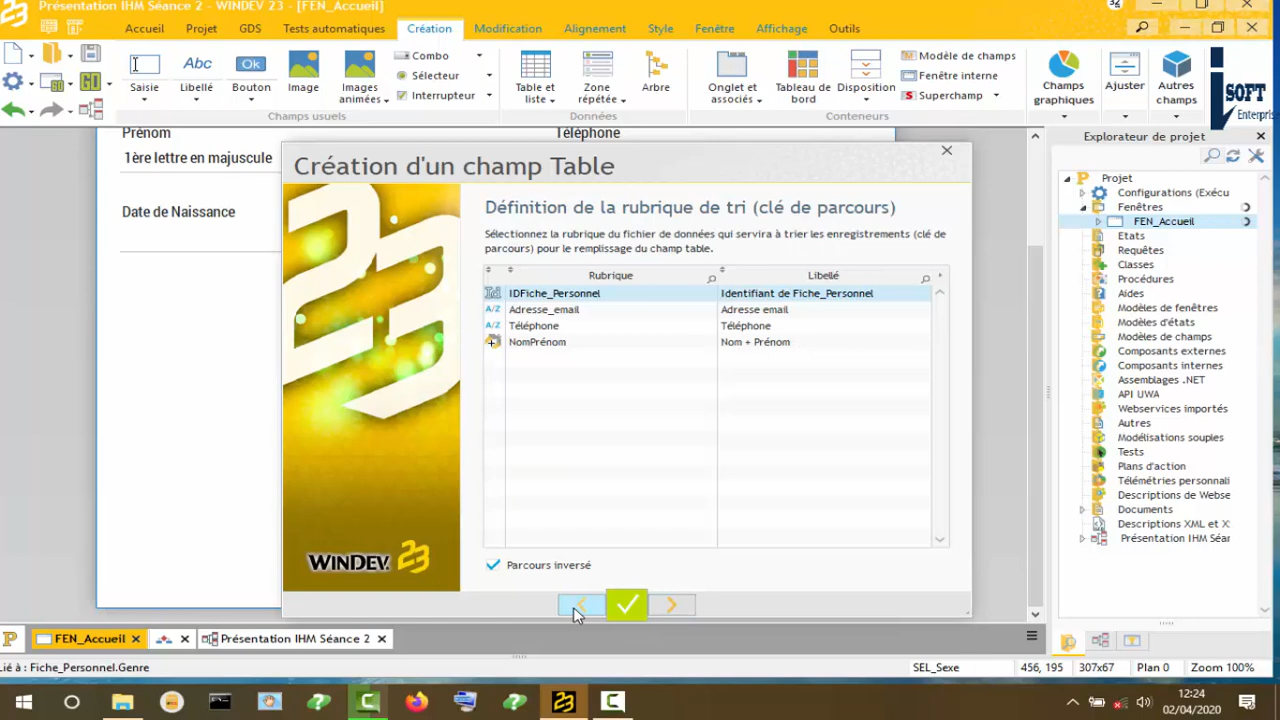 Présentation IHM Séance 2 - WINDEV 23 - [FEN_Accueil]
23
32
Accueil Projet GDS Tests automatiques Création Modification Alignement Style Fenêtre Affichage Outils
Saisie
Abc
Libellé
Ok
Bouton
Image
Images animées
Combo
Sélecteur
Interrupteur
Champs usuels
Table et liste
Zone répétée
Arbre
Données
Onglet et associés
Tableau de bord
Disposition
Modèle de champs
Fenêtre interne
Superchamp
Conteneurs
Champs graphiques
Ajuster
Autres champs
GO
SOFT
Enterprise
Prénom
Téléphone
1ère lettre en majuscule
Date de Naissance
Création d'un champ Table
Définition de la rubrique de tri (clé de parcours)
Sélectionnez la rubrique du fichier de données qui servira à trier les enregistrements (clé de
parcours) pour le remplissage du champ table.
Rubrique Libellé
Id IDFiche_Personnel Identifiant de Fiche_Personnel
A/Z Adresse_email Adresse email
A/Z Téléphone Téléphone
NomPrénom Nom + Prénom
Parcours inversé
WINDEV 23
Explorateur de projet
Projet
Configurations (Exécu
Fenêtres
FEN_Accueil
Etats
Requêtes
Classes
Procédures
Aides
Modèles de fenêtres
Modèles d'états
Modèles de champs
Composants externes
Composants internes
Assemblages .NET
API UWA
Webservices importés
Autres
Modélisations souples
Tests
Plans d'action
Télémétries personnali
Descriptions de Webse
Documents
Descriptions XML et X
Présentation IHM Séar
FEN_Accueil Présentation IHM Séance 2
Lié à : Fiche_Personnel.Genre SEL_Sexe 456, 195 307x67 Plan 0 Zoom 100%
12:24
02/04/2020